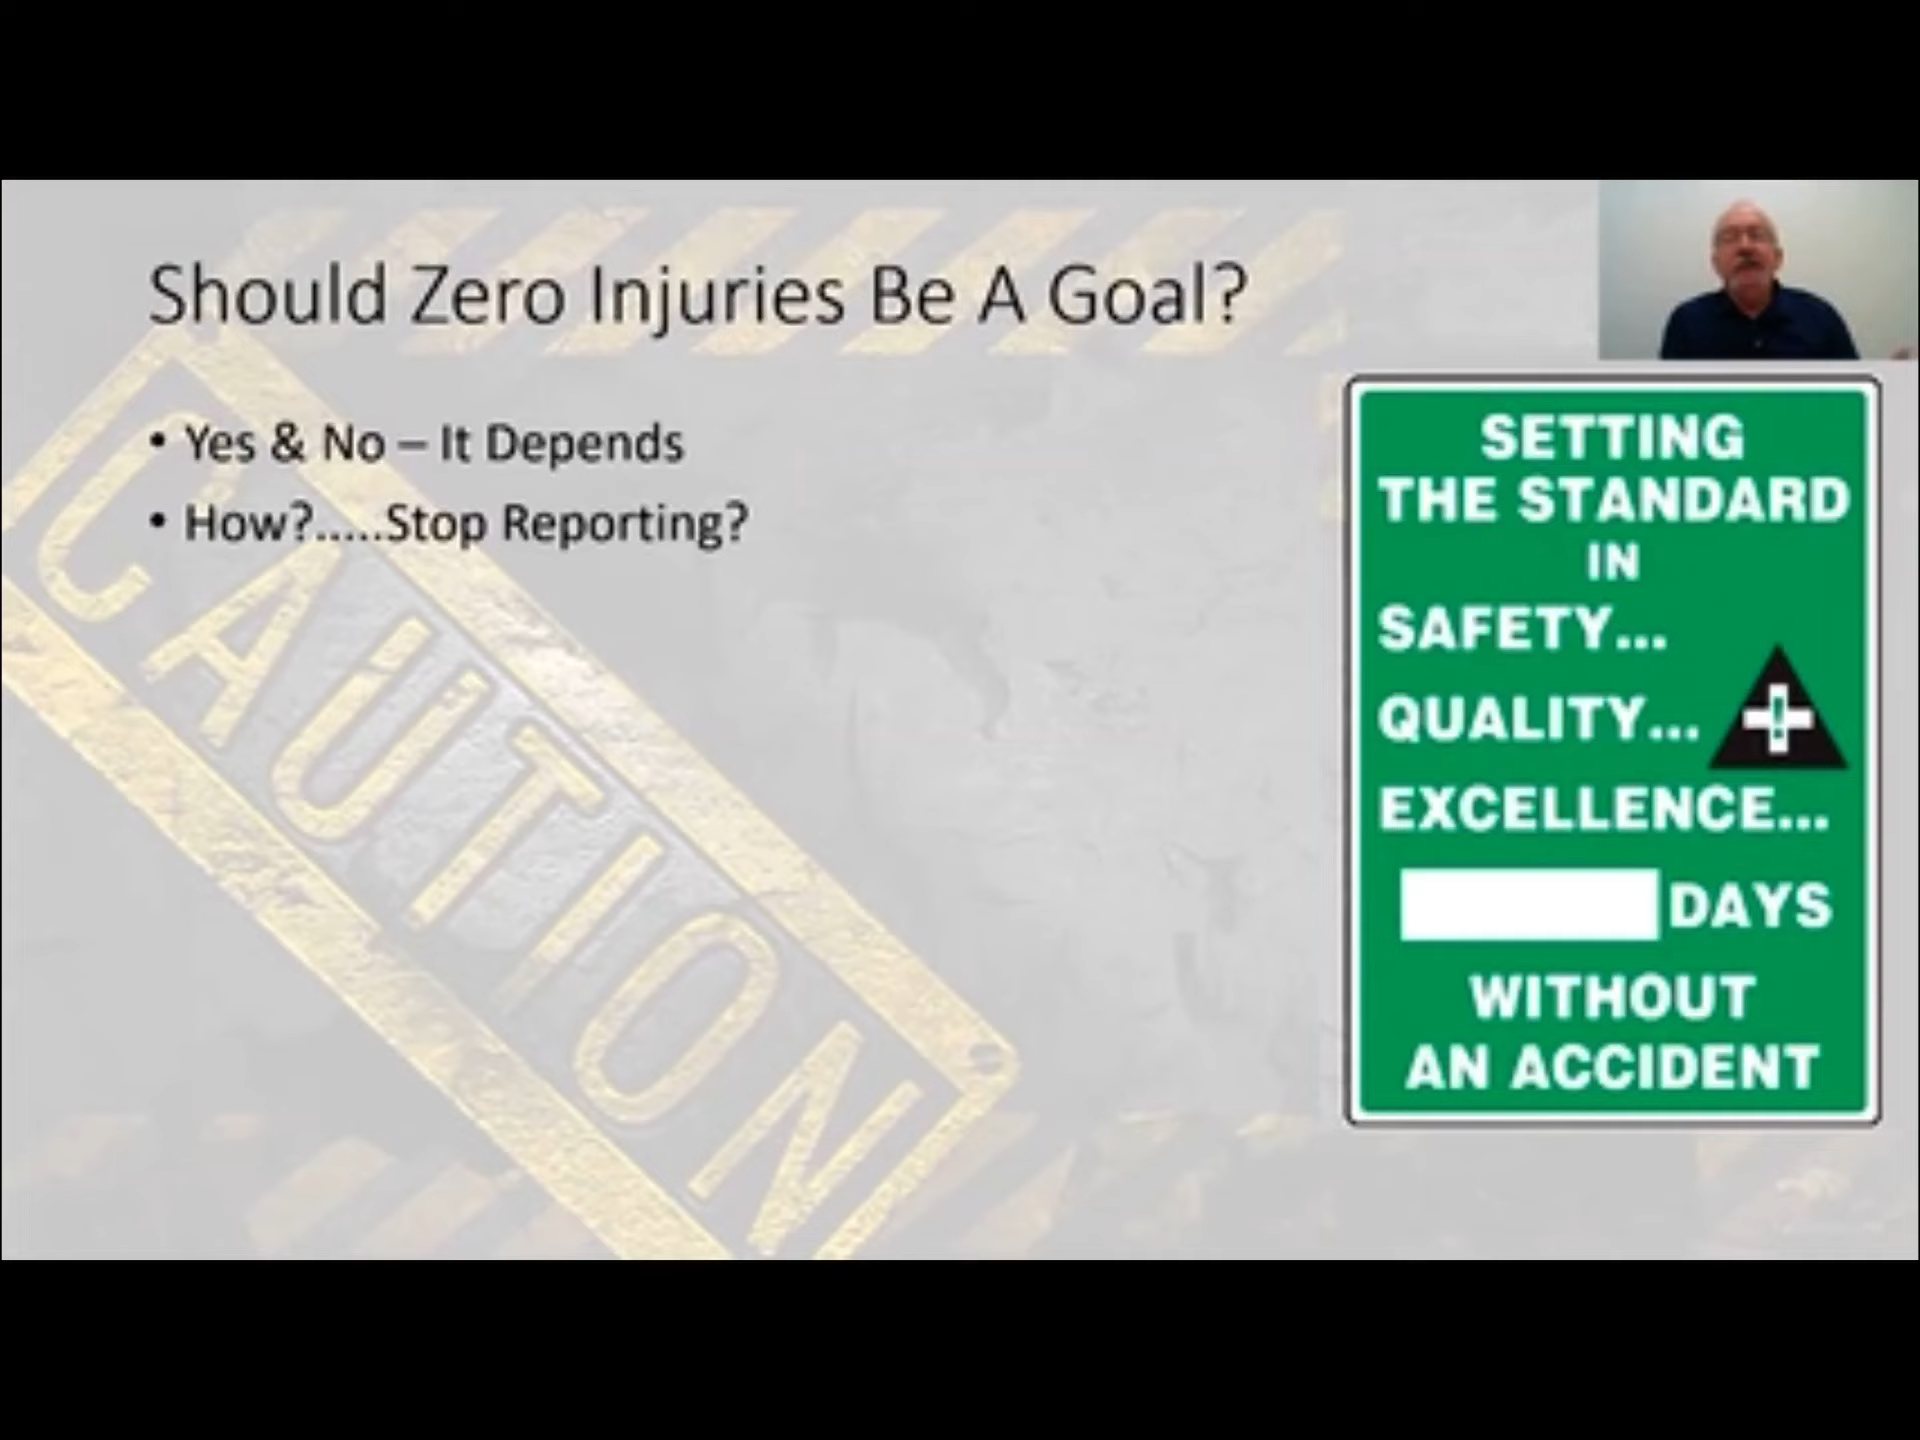 Should Zero Injuries Be A Goal?
• Yes & No – It Depends
• How?.....Stop Reporting?
CAUTION
SETTING
THE STANDARD
IN
SAFETY...
QUALITY...
EXCELLENCE...
DAYS
WITHOUT
AN ACCIDENT